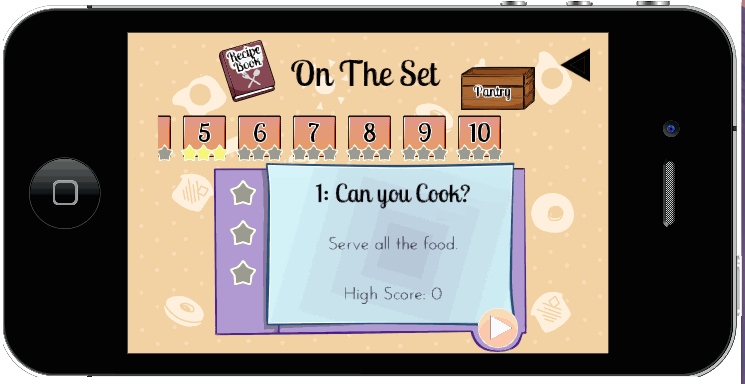 Recipe
Book
On The Set
Pantry
5 6 7 8 9 10
1: Can you Cook?
Serve all the food.
High Score: 0